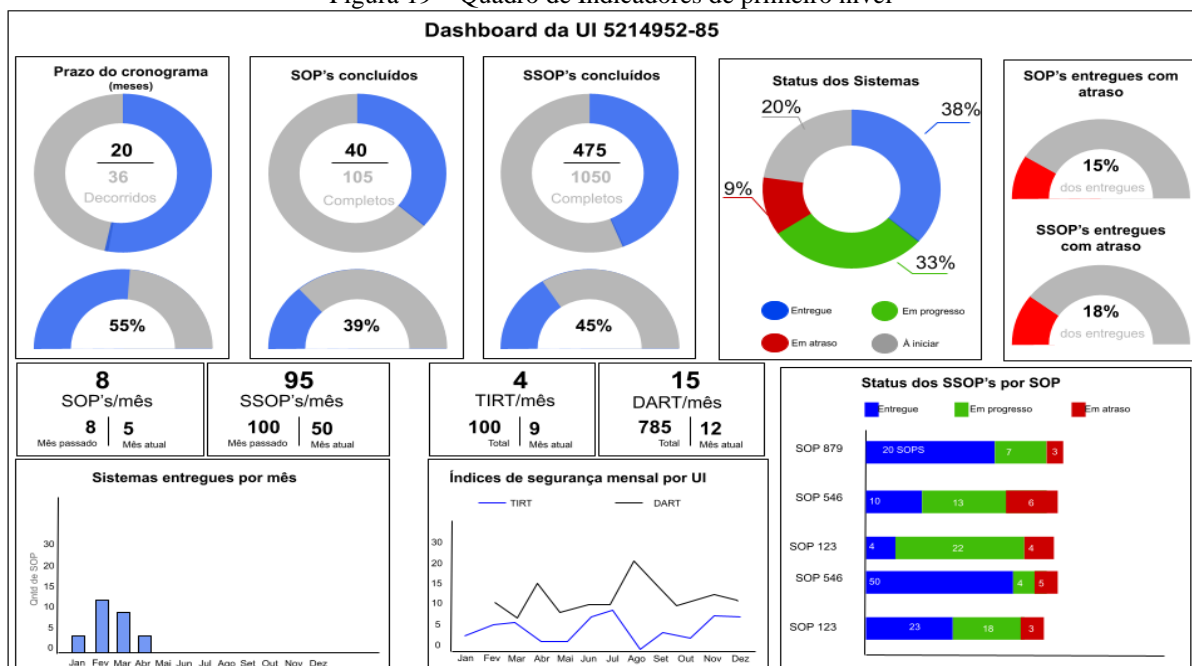 Figura 19 – Quadro de Indicadores de primeiro nível
Dashboard da UI 5214952-85
Prazo do cronograma
(meses)
20
36
Decorridos
55%
SOP's concluídos
40
105
Completos
39%
SSOP's concluídos
475
1050
Completos
45%
Status dos Sistemas
20%
38%
9%
33%
Entregue
Em progresso
Em atraso
À iniciar
SOP's entregues com
atraso
15%
dos entregues
SSOP's entregues
com atraso
18%
dos entregues
8
SOP's/mês
8
5
Mês passado
Mês atual
95
SSOP's/mês
100
50
Mês passado
Mês atual
4
TIRT/mês
100
9
Total
Mês atual
15
DART/mês
785
12
Total
Mês atual
Sistemas entregues por mês
Qntd de SOP
30
20
15
10
5
0
Jan Fev Mar Abr Mai Jun Jul Ago Set Out Nov Dez
Índices de segurança mensal por UI
TIRT
DART
30
20
15
10
5
0
Jan Fev Mar Abr Mai Jun Jul Ago Set Out Nov Dez
Status dos SSOP's por SOP
Entregue
Em progresso
Em atraso
SOP 879
20 SOPS
7
3
SOP 546
10
13
6
SOP 123
4
22
4
SOP 546
50
4
5
SOP 123
23
18
3